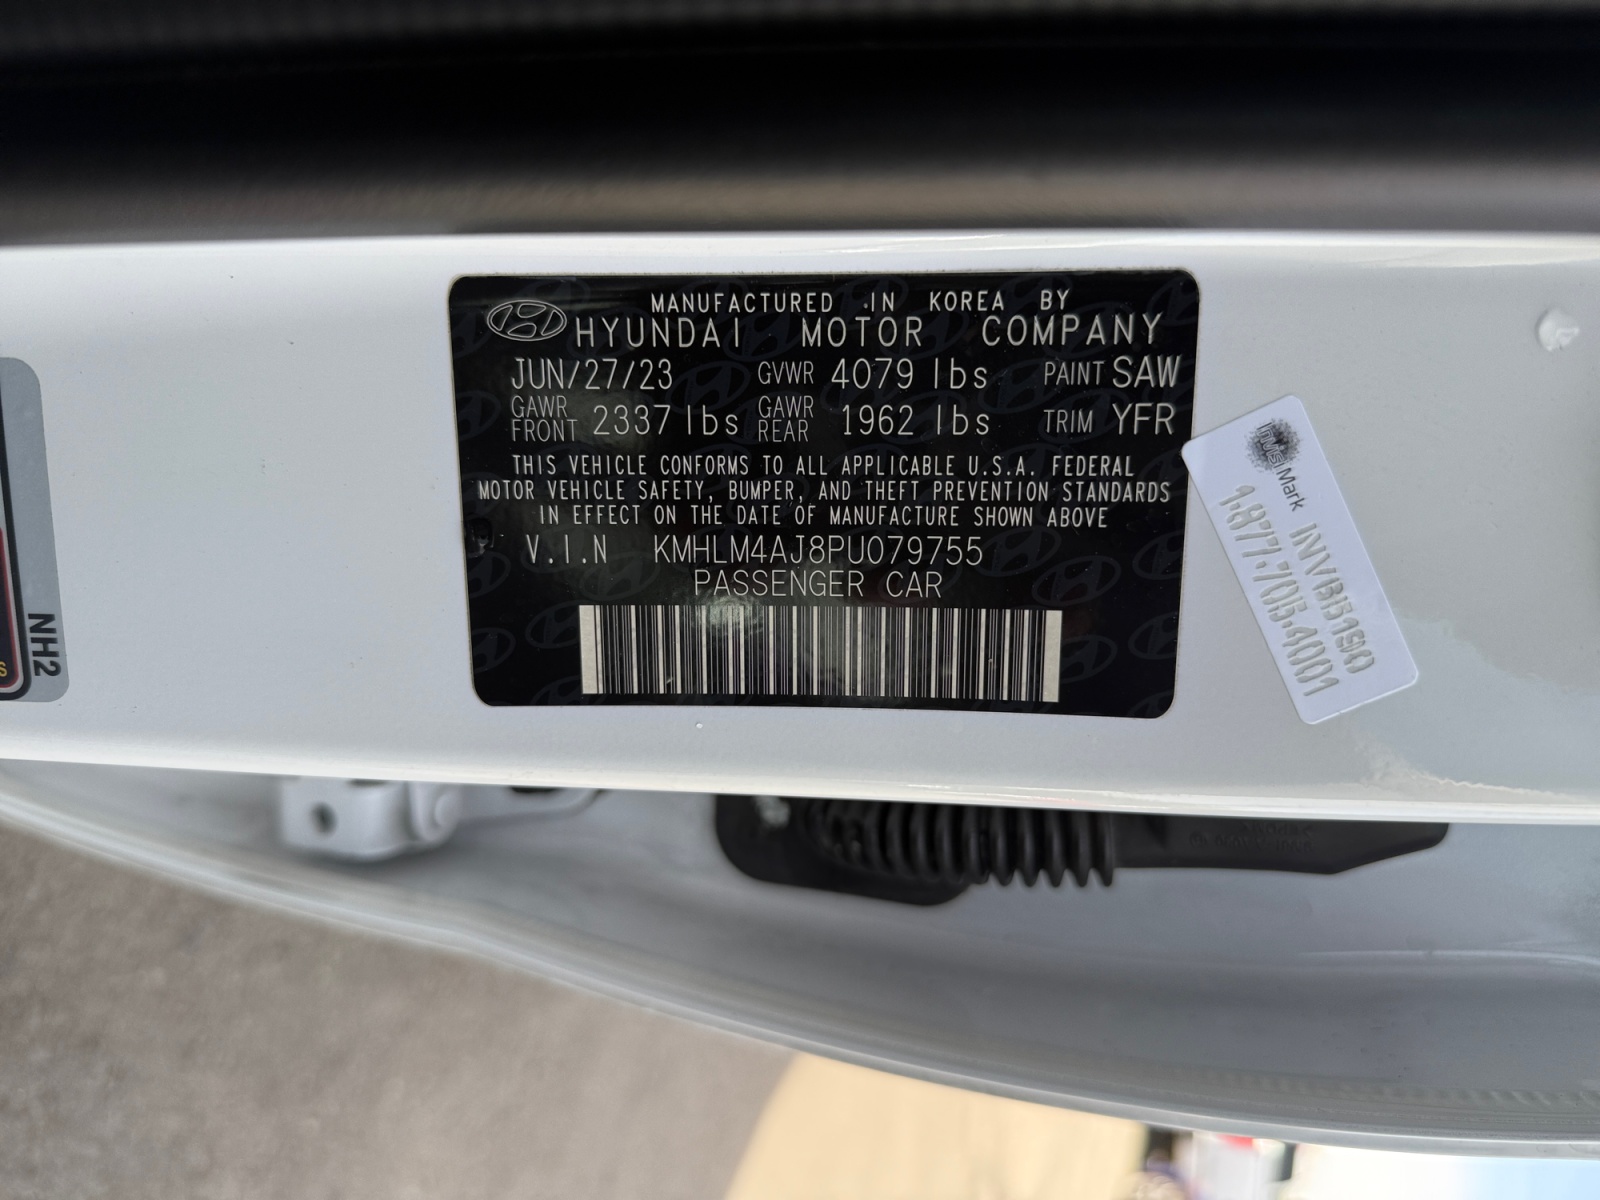 MANUFACTURED IN KOREA BY
HYUNDAI MOTOR COMPANY
JUN/27/23 GVWR 4079 lbs PAINT SAW
GAWR FRONT 2337 lbs GAWR REAR 1962 lbs TRIM YFR
THIS VEHICLE CONFORMS TO ALL APPLICABLE U.S.A. FEDERAL
MOTOR VEHICLE SAFETY, BUMPER, AND THEFT PREVENTION STANDARDS
IN EFFECT ON THE DATE OF MANUFACTURE SHOWN ABOVE
V.I.N KMHLM4AJ8PU079755
PASSENGER CAR
InVisiMark
1.877.705.4001
NH2
S